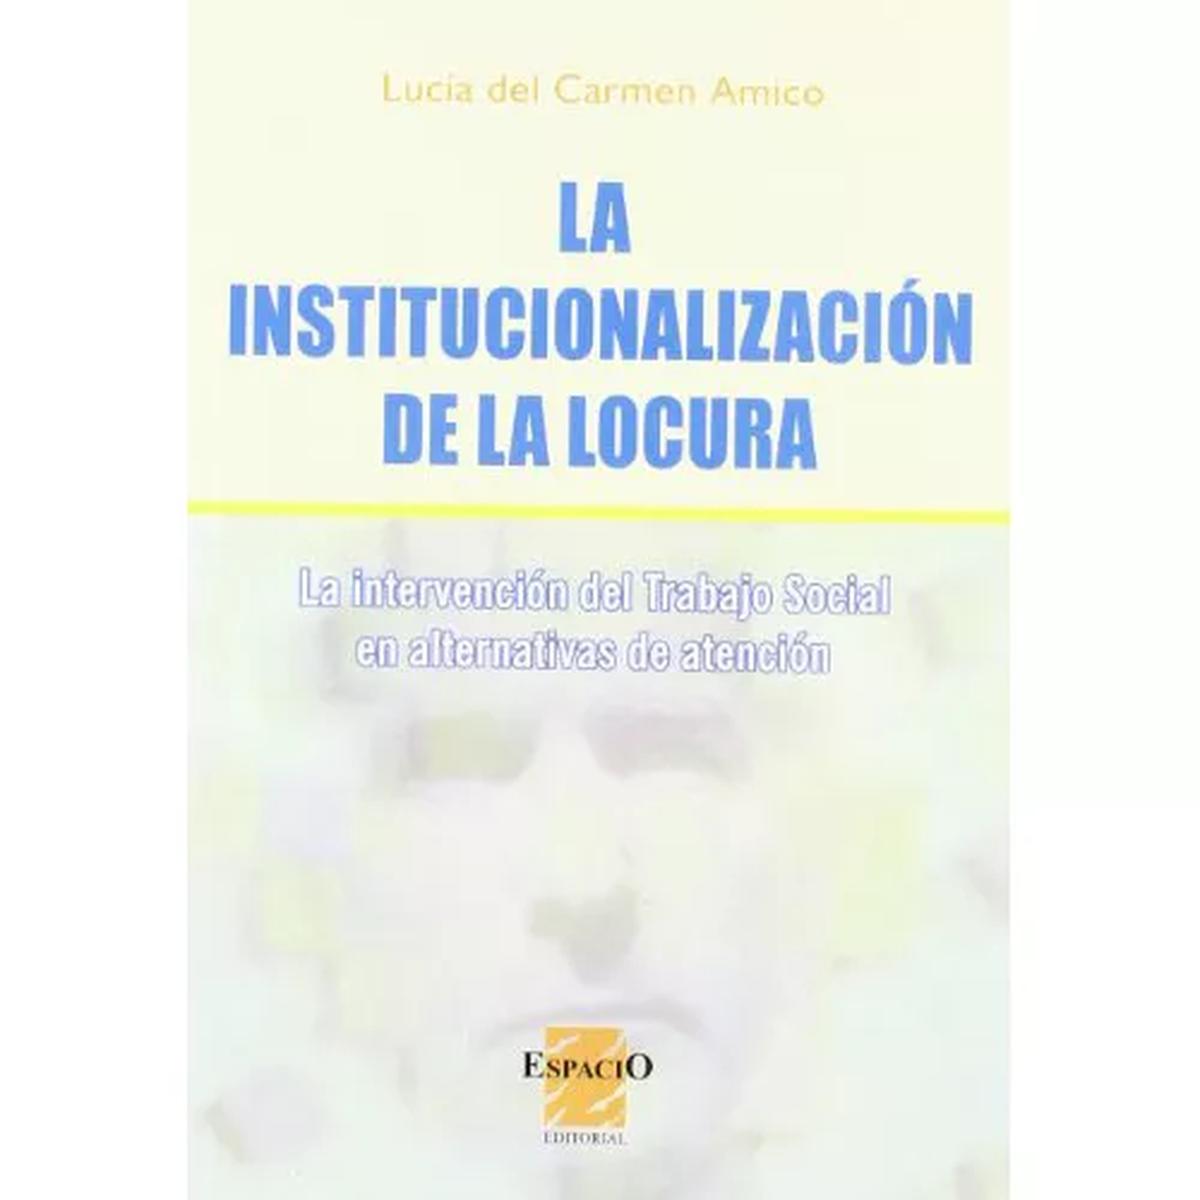 Lucía del Carmen Amico
LA
INSTITUCIONALIZACIÓN
DE LA LOCURA
La intervención del Trabajo Social
en alternativas de atención
ESPACIO
EDITORIAL